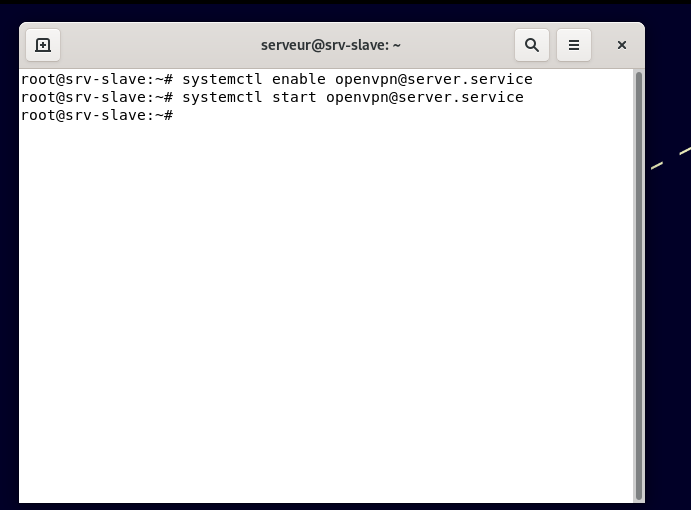 serveur@srv-slave: ~
root@srv-slave:~# systemctl enable openvpn@server.service
root@srv-slave:~# systemctl start openvpn@server.service
root@srv-slave:~#